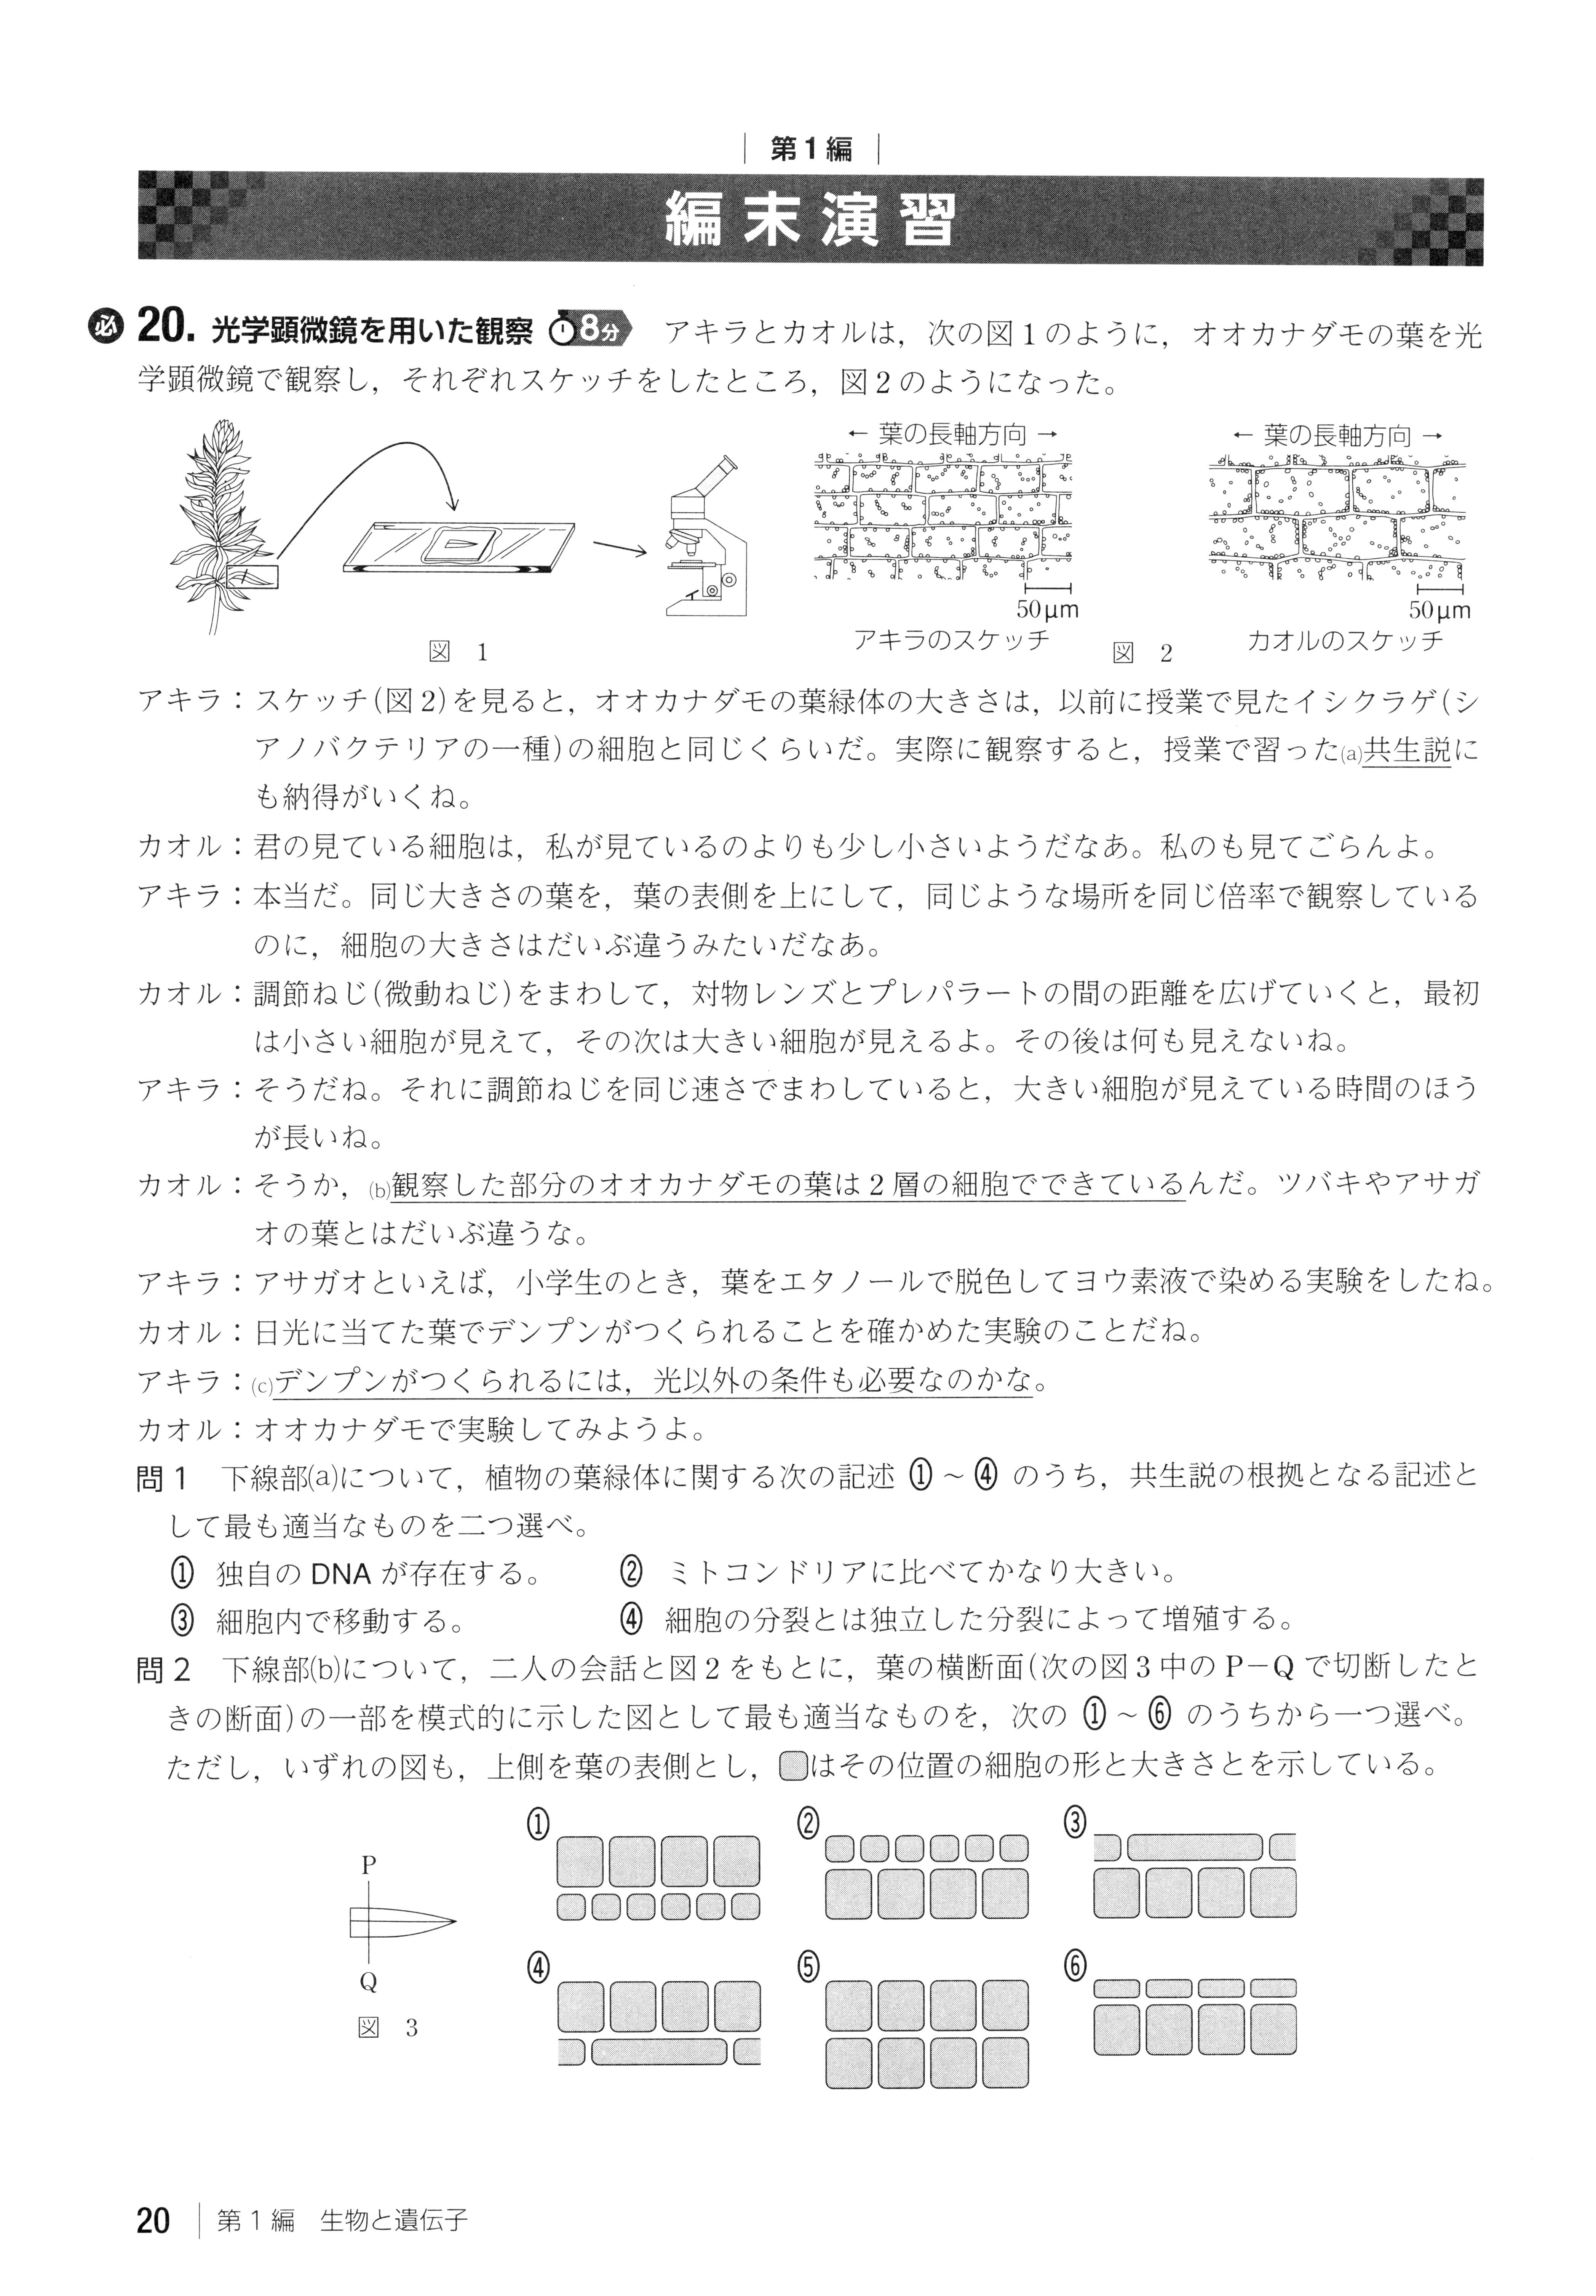 第1編
編末演習
必 20. 光学顕微鏡を用いた観察 8分 アキラとカオルは，次の図1のように，オオカナダモの葉を光
学顕微鏡で観察し，それぞれスケッチをしたところ，図2のようになった。
← 葉の長軸方向 →
← 葉の長軸方向 →
50μm
50μm
アキラのスケッチ
カオルのスケッチ
図 1
図 2
アキラ：スケッチ(図2)を見ると，オオカナダモの葉緑体の大きさは，以前に授業で見たイシクラゲ(シ
アノバクテリアの一種)の細胞と同じくらいだ。実際に観察すると，授業で習った(a)共生説に
も納得がいくね。
カオル：君の見ている細胞は，私が見ているのよりも少し小さいようだなあ。私のも見てごらんよ。
アキラ：本当だ。同じ大きさの葉を，葉の表側を上にして，同じような場所を同じ倍率で観察している
のに，細胞の大きさはだいぶ違うみたいだなあ。
カオル：調節ねじ(微動ねじ)をまわして，対物レンズとプレパラートの間の距離を広げていくと，最初
は小さい細胞が見えて，その次は大きい細胞が見えるよ。その後は何も見えないね。
アキラ：そうだね。それに調節ねじを同じ速さでまわしていると，大きい細胞が見えている時間のほう
が長いね。
カオル：そうか，(b)観察した部分のオオカナダモの葉は2層の細胞でできているんだ。ツバキやアサガ
オの葉とはだいぶ違うな。
アキラ：アサガオといえば，小学生のとき，葉をエタノールで脱色してヨウ素液で染める実験をしたね。
カオル：日光に当てた葉でデンプンがつくられることを確かめた実験のことだね。
アキラ：(c)デンプンがつくられるには，光以外の条件も必要なのかな。
カオル：オオカナダモで実験してみようよ。
問1 下線部(a)について，植物の葉緑体に関する次の記述 ①～④ のうち，共生説の根拠となる記述と
して最も適当なものを二つ選べ。
① 独自のDNAが存在する。 ② ミトコンドリアに比べてかなり大きい。
③ 細胞内で移動する。 ④ 細胞の分裂とは独立した分裂によって増殖する。
問2 下線部(b)について，二人の会話と図2をもとに，葉の横断面(次の図3中のP－Qで切断したと
きの断面)の一部を模式的に示した図として最も適当なものを，次の ①～⑥ のうちから一つ選べ。
ただし，いずれの図も，上側を葉の表側とし，はその位置の細胞の形と大きさとを示している。
P
Q
図 3
① ② ③
④ ⑤ ⑥
20 第1編 生物と遺伝子